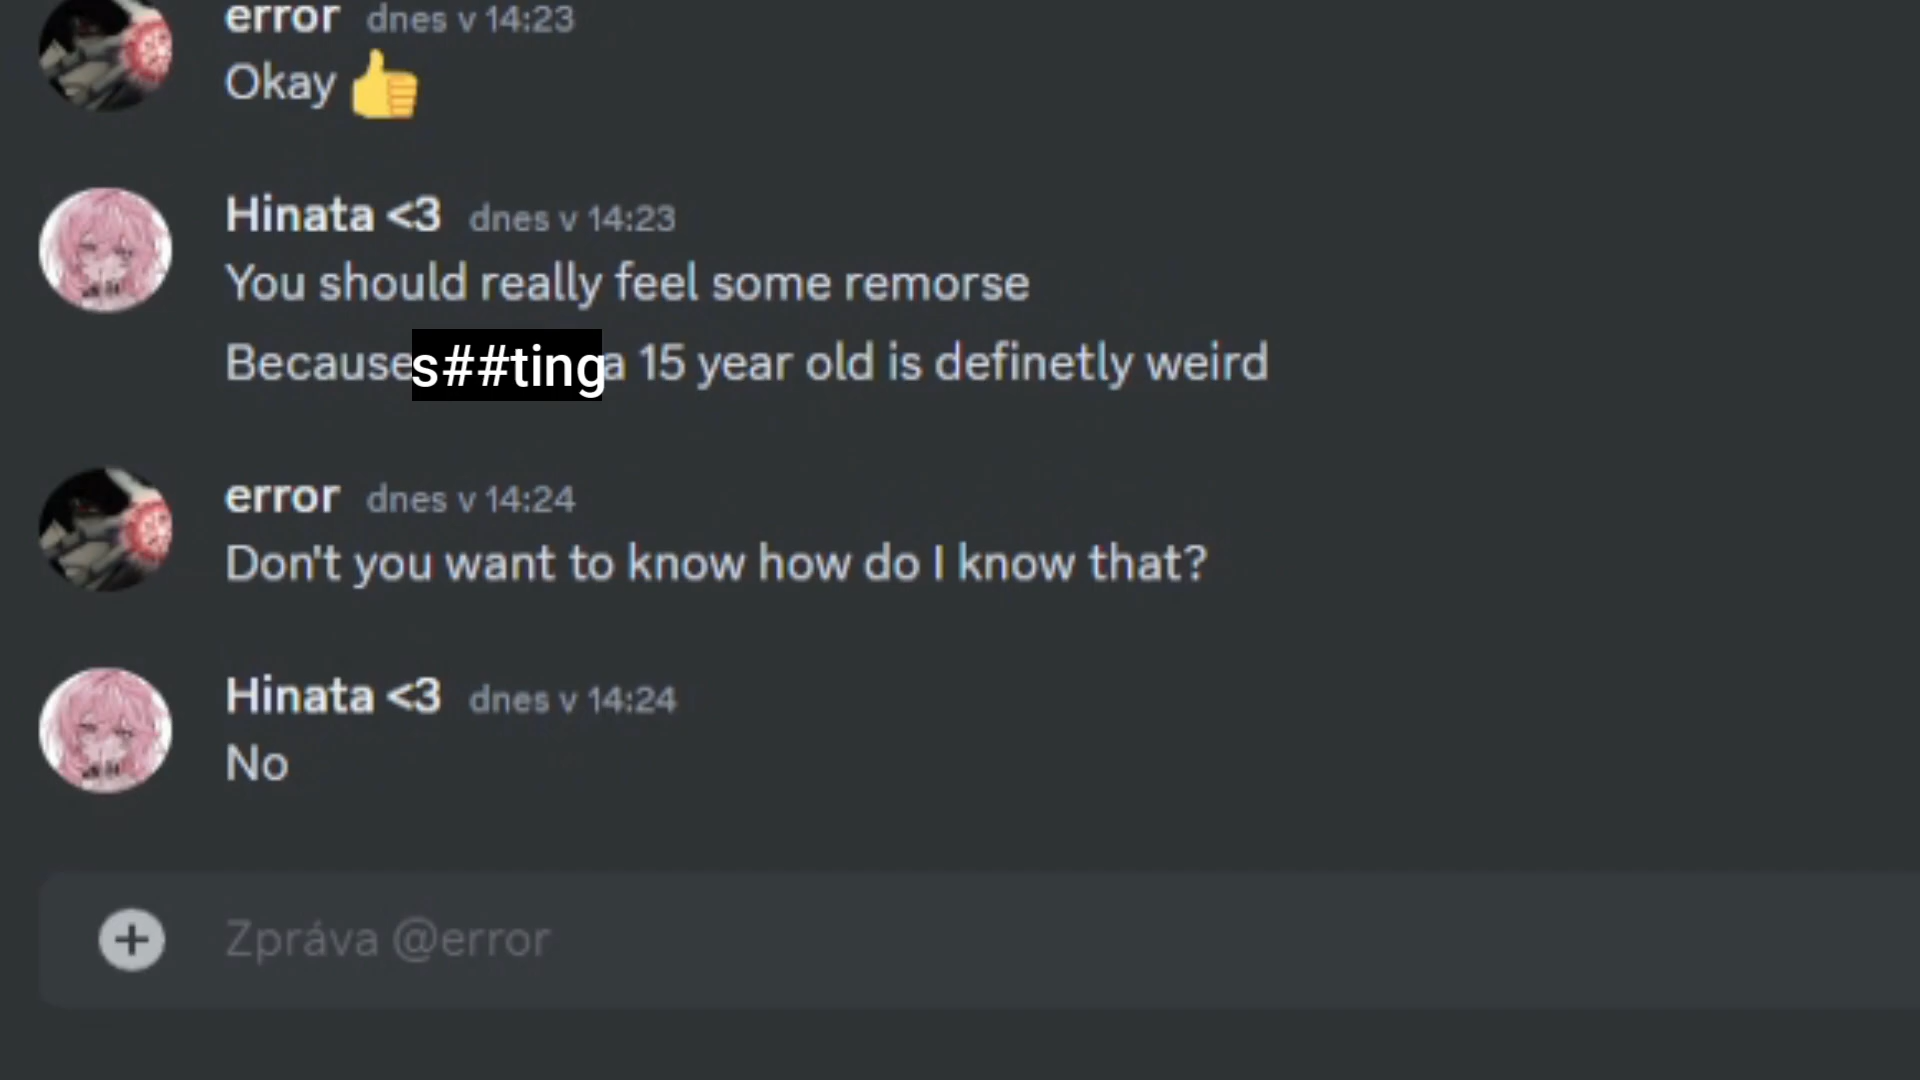 error dnes v 14:23
Okay 👍
Hinata <3 dnes v 14:23
You should really feel some remorse
Because s##ting a 15 year old is definetly weird
error dnes v 14:24
Don't you want to know how do I know that?
Hinata <3 dnes v 14:24
No
Zpráva @error